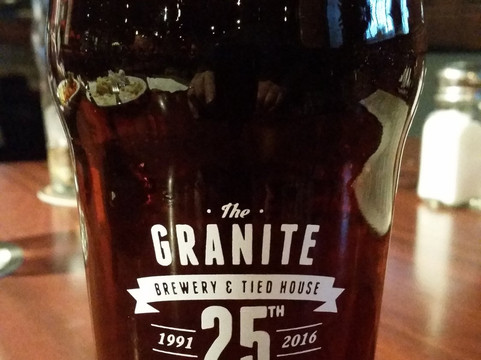 The
GRANITE
BREWERY & TIED HOUSE
1991 25TH 2016